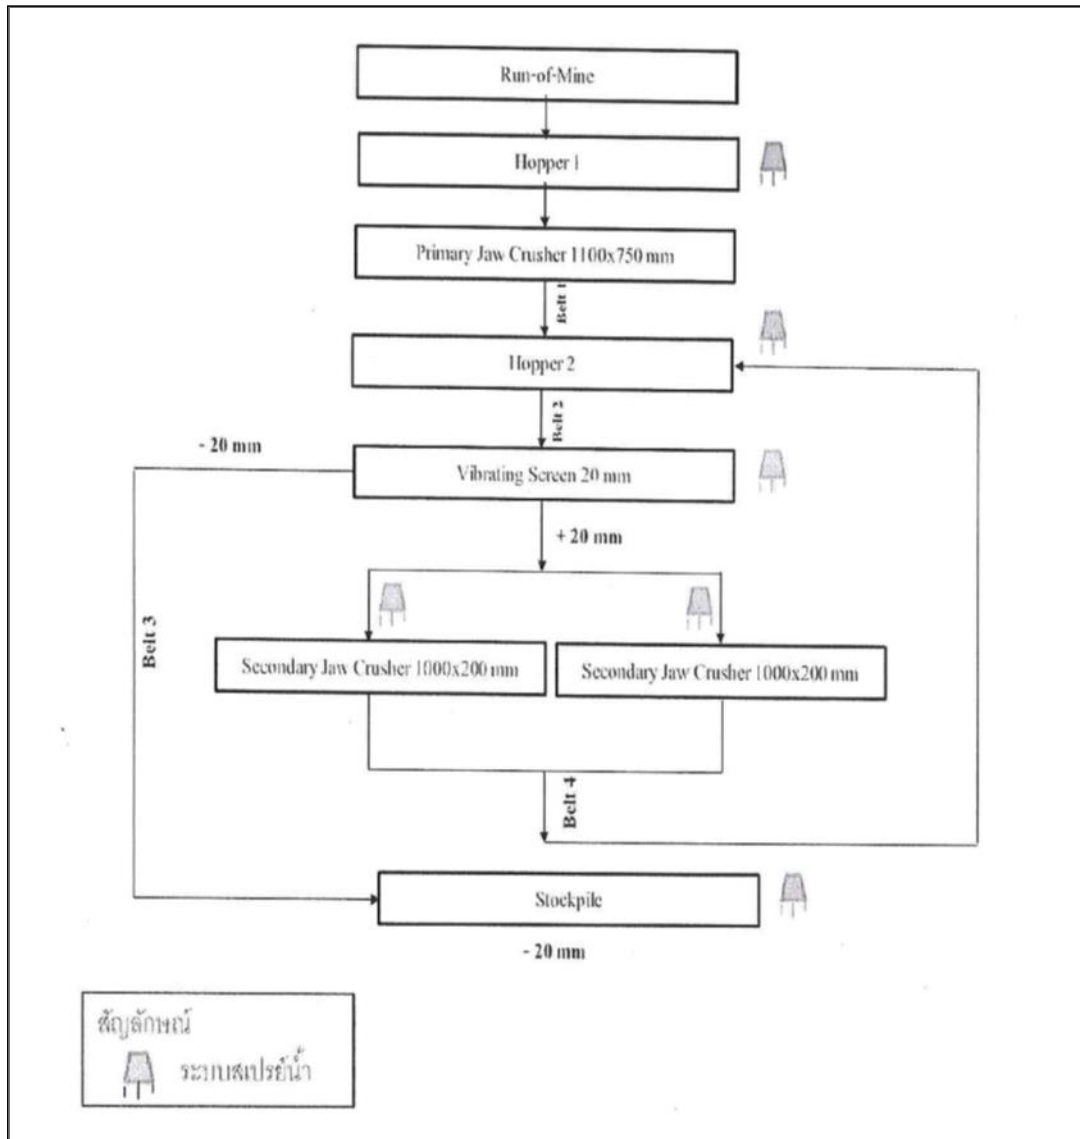 Run-of-Mine
Hopper 1
Primary Jaw Crusher 1100x750 mm
Belt 1
Hopper 2
Belt 2
- 20 mm
Vibrating Screen 20 mm
+ 20 mm
Belt 3
Secondary Jaw Crusher 1000x200 mm
Secondary Jaw Crusher 1000x200 mm
Belt 4
Stockpile
- 20 mm
สัญลักษณ์
ระบบสเปรย์น้ำ